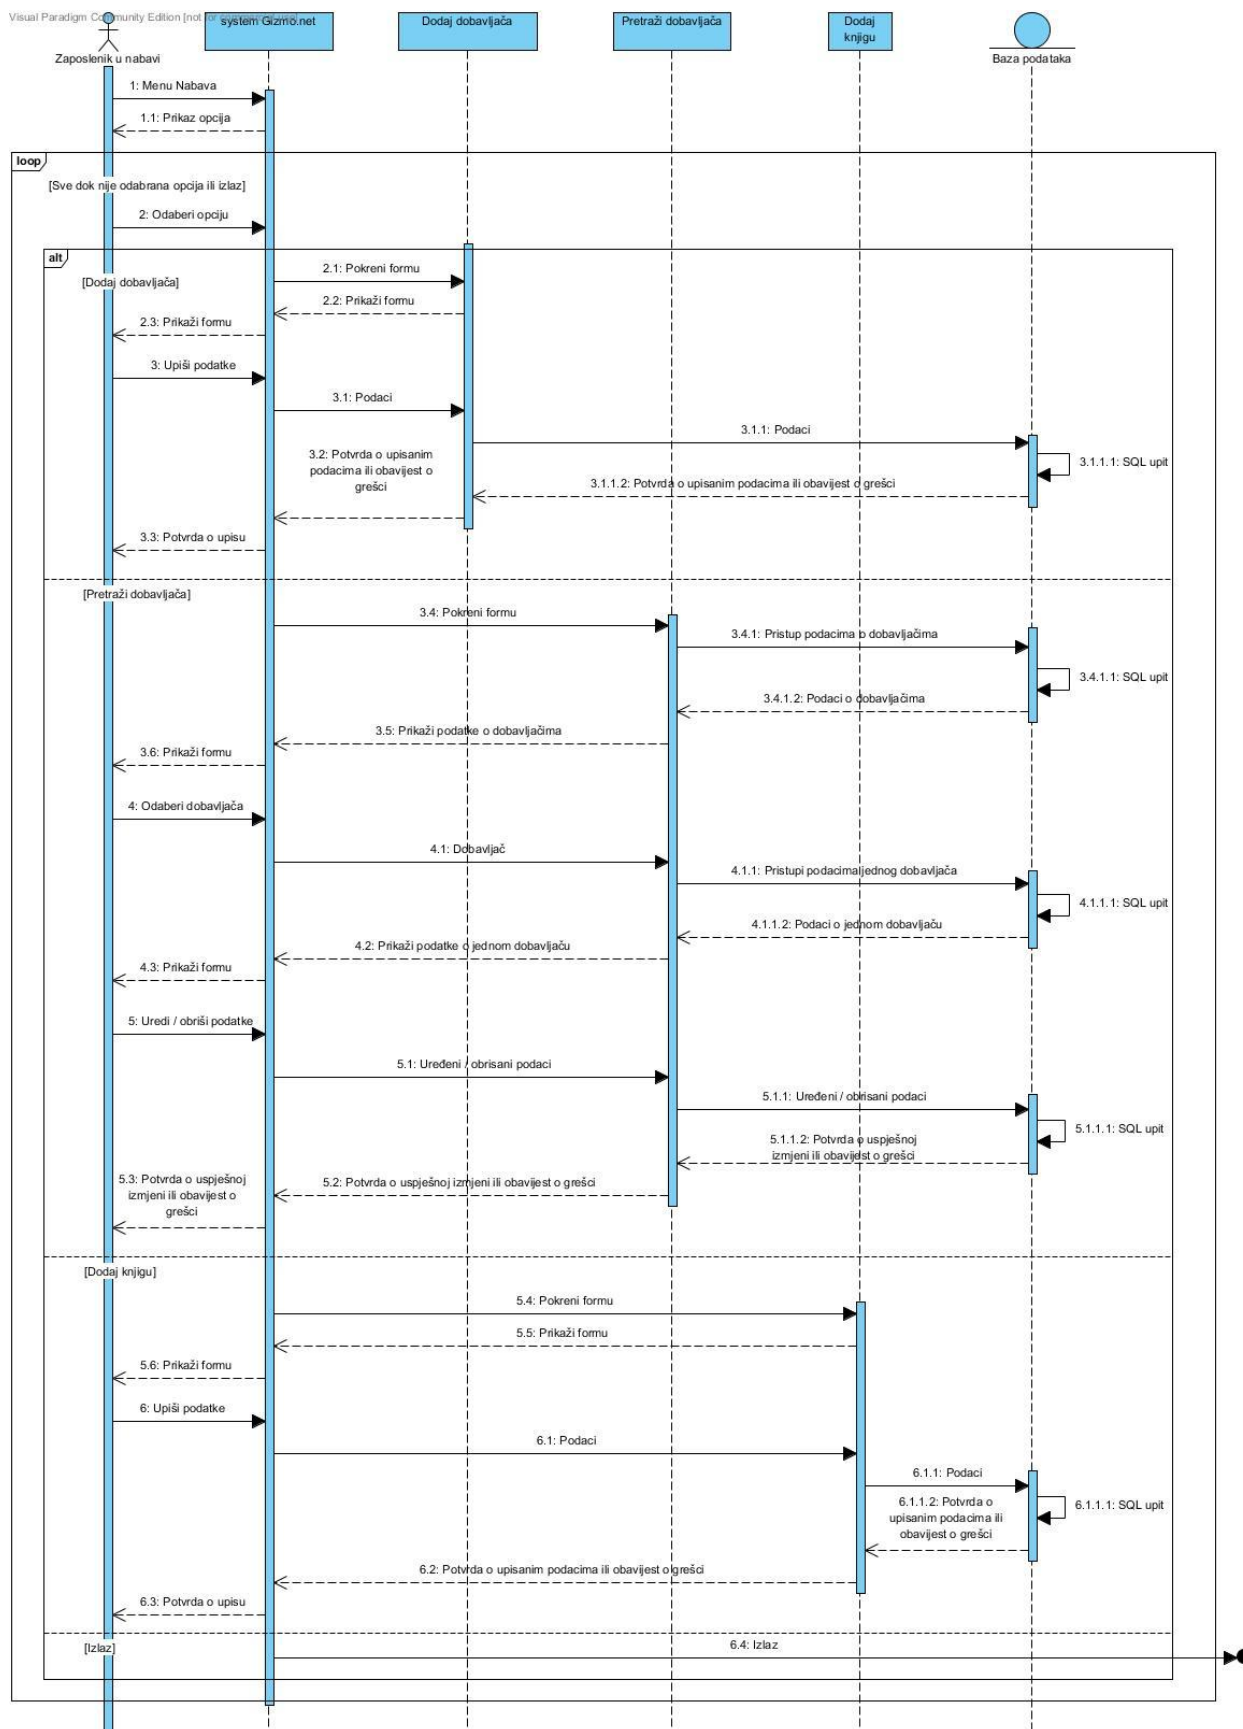 Visual Paradigm Community Edition [not for commercial use]
Zaposlenik u nabavi
system Gizmo.net
Dodaj dobavljača
Pretraži dobavljača
Dodaj
knjigu
Baza podataka
1: Menu Nabava
1.1: Prikaz opcija
loop
[Sve dok nije odabrana opcija ili izlaz]
2: Odaberi opciju
alt
[Dodaj dobavljača]
2.1: Pokreni formu
2.2: Prikaži formu
2.3: Prikaži formu
3: Upiši podatke
3.1: Podaci
3.1.1: Podaci
3.1.1.1: SQL upit
3.2: Potvrda o upisanim
podacima ili obavijest o
grešci
3.1.1.2: Potvrda o upisanim podacima ili obavijest o grešci
3.3: Potvrda o upisu
[Pretraži dobavljača]
3.4: Pokreni formu
3.4.1: Pristup podacima o dobavljačima
3.4.1.1: SQL upit
3.4.1.2: Podaci o dobavljačima
3.5: Prikaži podatke o dobavljačima
3.6: Prikaži formu
4: Odaberi dobavljača
4.1: Dobavljač
4.1.1: Pristupi podacima jednog dobavljača
4.1.1.1: SQL upit
4.1.1.2: Podaci o jednom dobavljaču
4.2: Prikaži podatke o jednom dobavljaču
4.3: Prikaži formu
5: Uredi / obriši podatke
5.1: Uređeni / obrisani podaci
5.1.1: Uređeni / obrisani podaci
5.1.1.1: SQL upit
5.1.1.2: Potvrda o uspješnoj
izmjeni ili obavijest o grešci
5.2: Potvrda o uspješnoj izmjeni ili obavijest o grešci
5.3: Potvrda o uspješnoj
izmjeni ili obavijest o
grešci
[Dodaj knjigu]
5.4: Pokreni formu
5.5: Prikaži formu
5.6: Prikaži formu
6: Upiši podatke
6.1: Podaci
6.1.1: Podaci
6.1.1.1: SQL upit
6.1.1.2: Potvrda o
upisanim podacima ili
obavijest o grešci
6.2: Potvrda o upisanim podacima ili obavijest o grešci
6.3: Potvrda o upisu
[Izlaz]
6.4: Izlaz